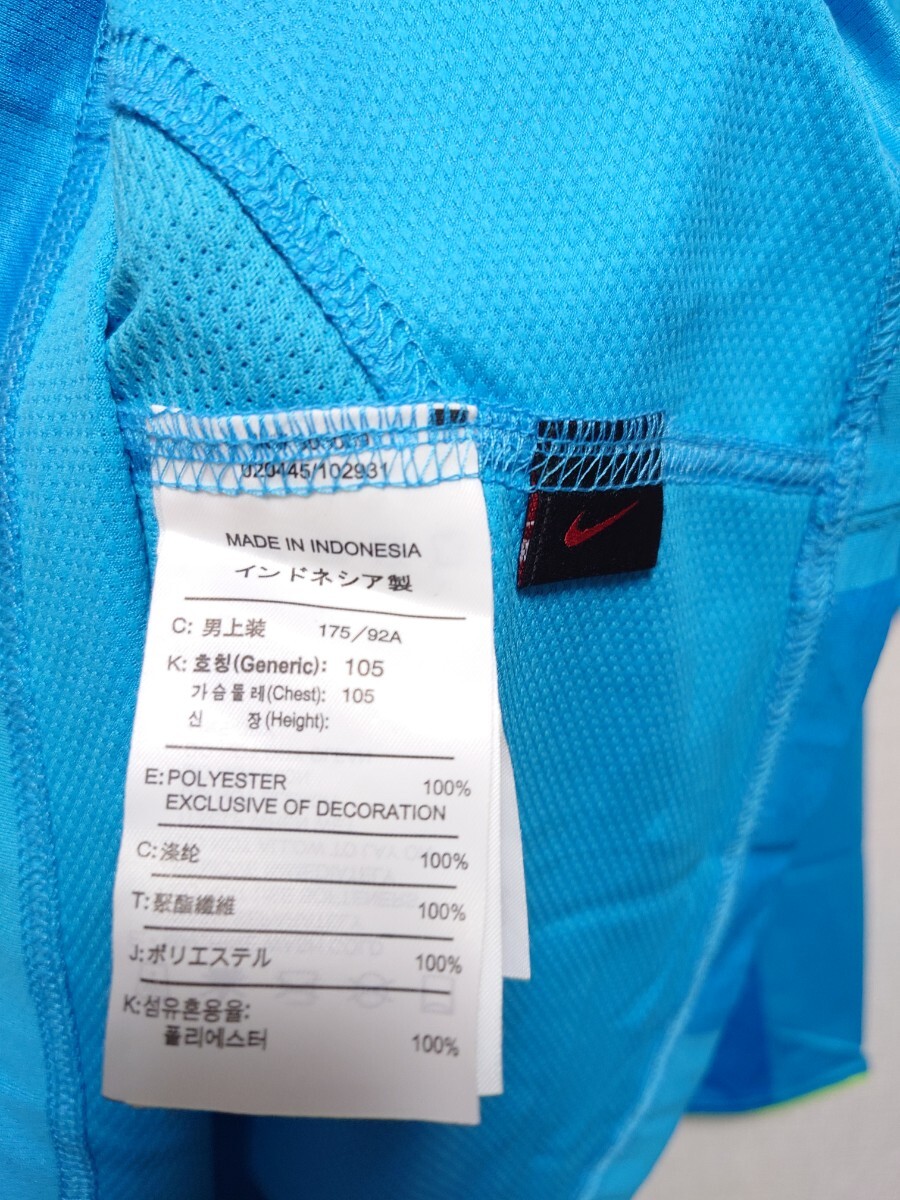 020445/102931
MADE IN INDONESIA
インドネシア製
C: 男上装 175/92A
K: 호칭(Generic): 105
가슴둘레(Chest): 105
신 장(Height):
E: POLYESTER 100%
EXCLUSIVE OF DECORATION
C: 涤纶 100%
T: 聚酯纖維 100%
J: ポリエステル 100%
K: 섬유혼용율:
폴리에스터 100%